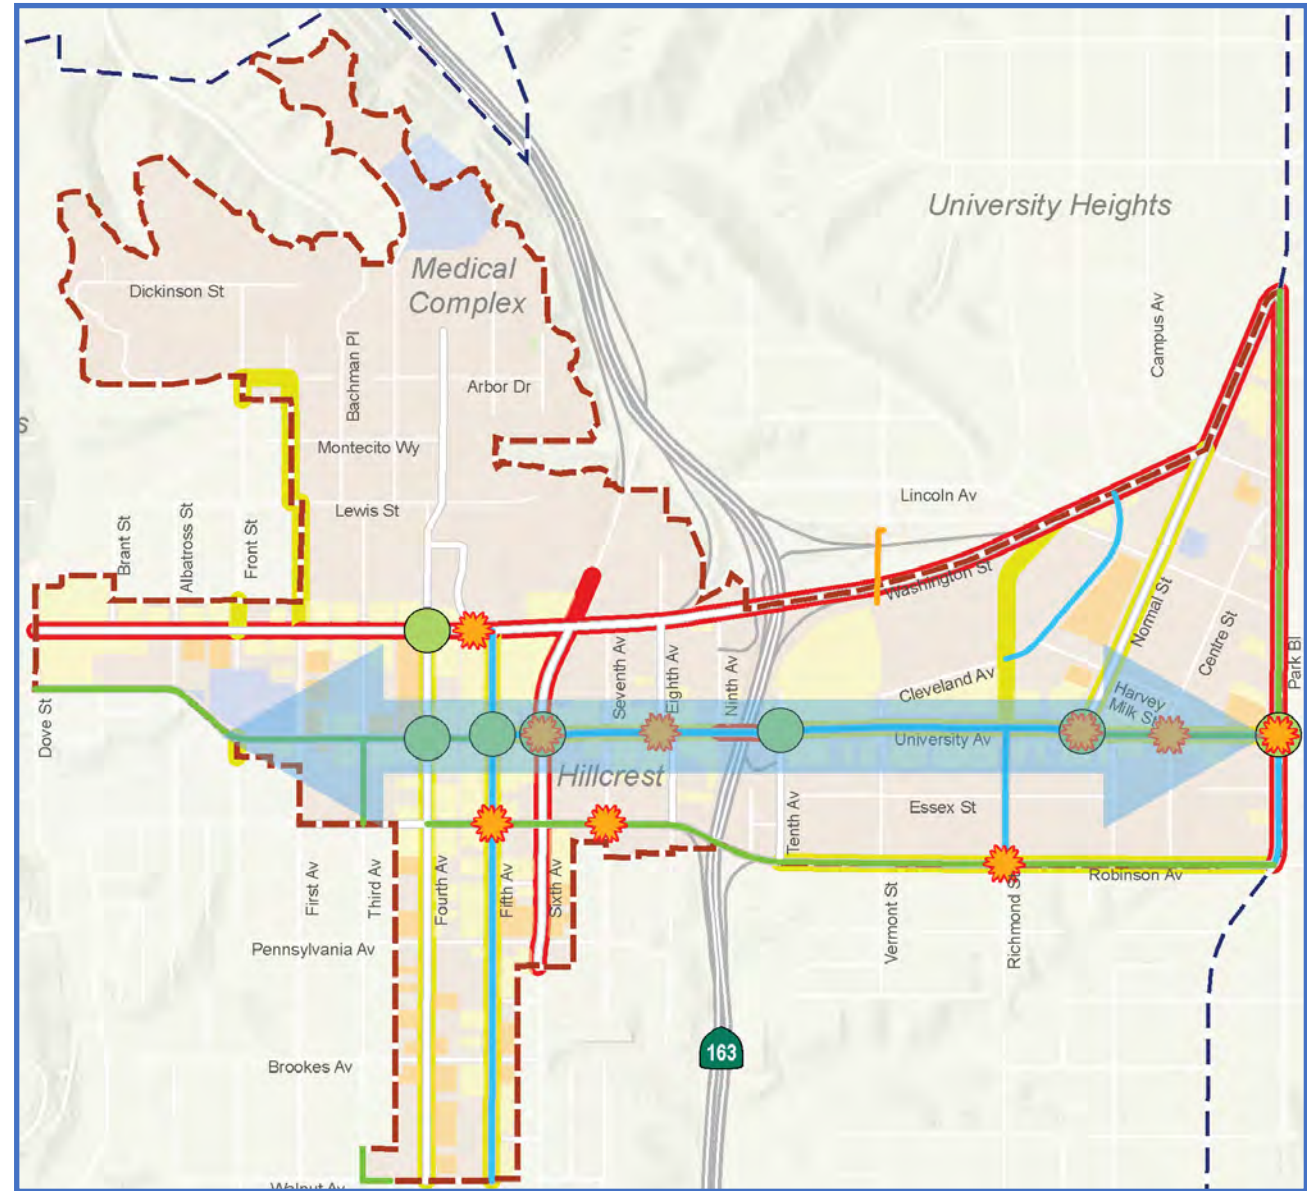 University Heights
Medical
Complex
Dickinson St
Campus Av
Bachman Pl
Arbor Dr
Montecito Wy
Lincoln Av
Lewis St
Brant St
Albatross St
Front St
Washington St
Normal St
Centre St
Park Bl
Seventh Av
Eighth Av
Ninth Av
Cleveland Av
Harvey
Milk St
Dove St
University Av
Hillcrest
Essex St
Tenth Av
First Av
Third Av
Fourth Av
Fifth Av
Sixth Av
Robinson Av
Vermont St
Richmond St
Pennsylvania Av
163
Brookes Av
Walnut Av
s